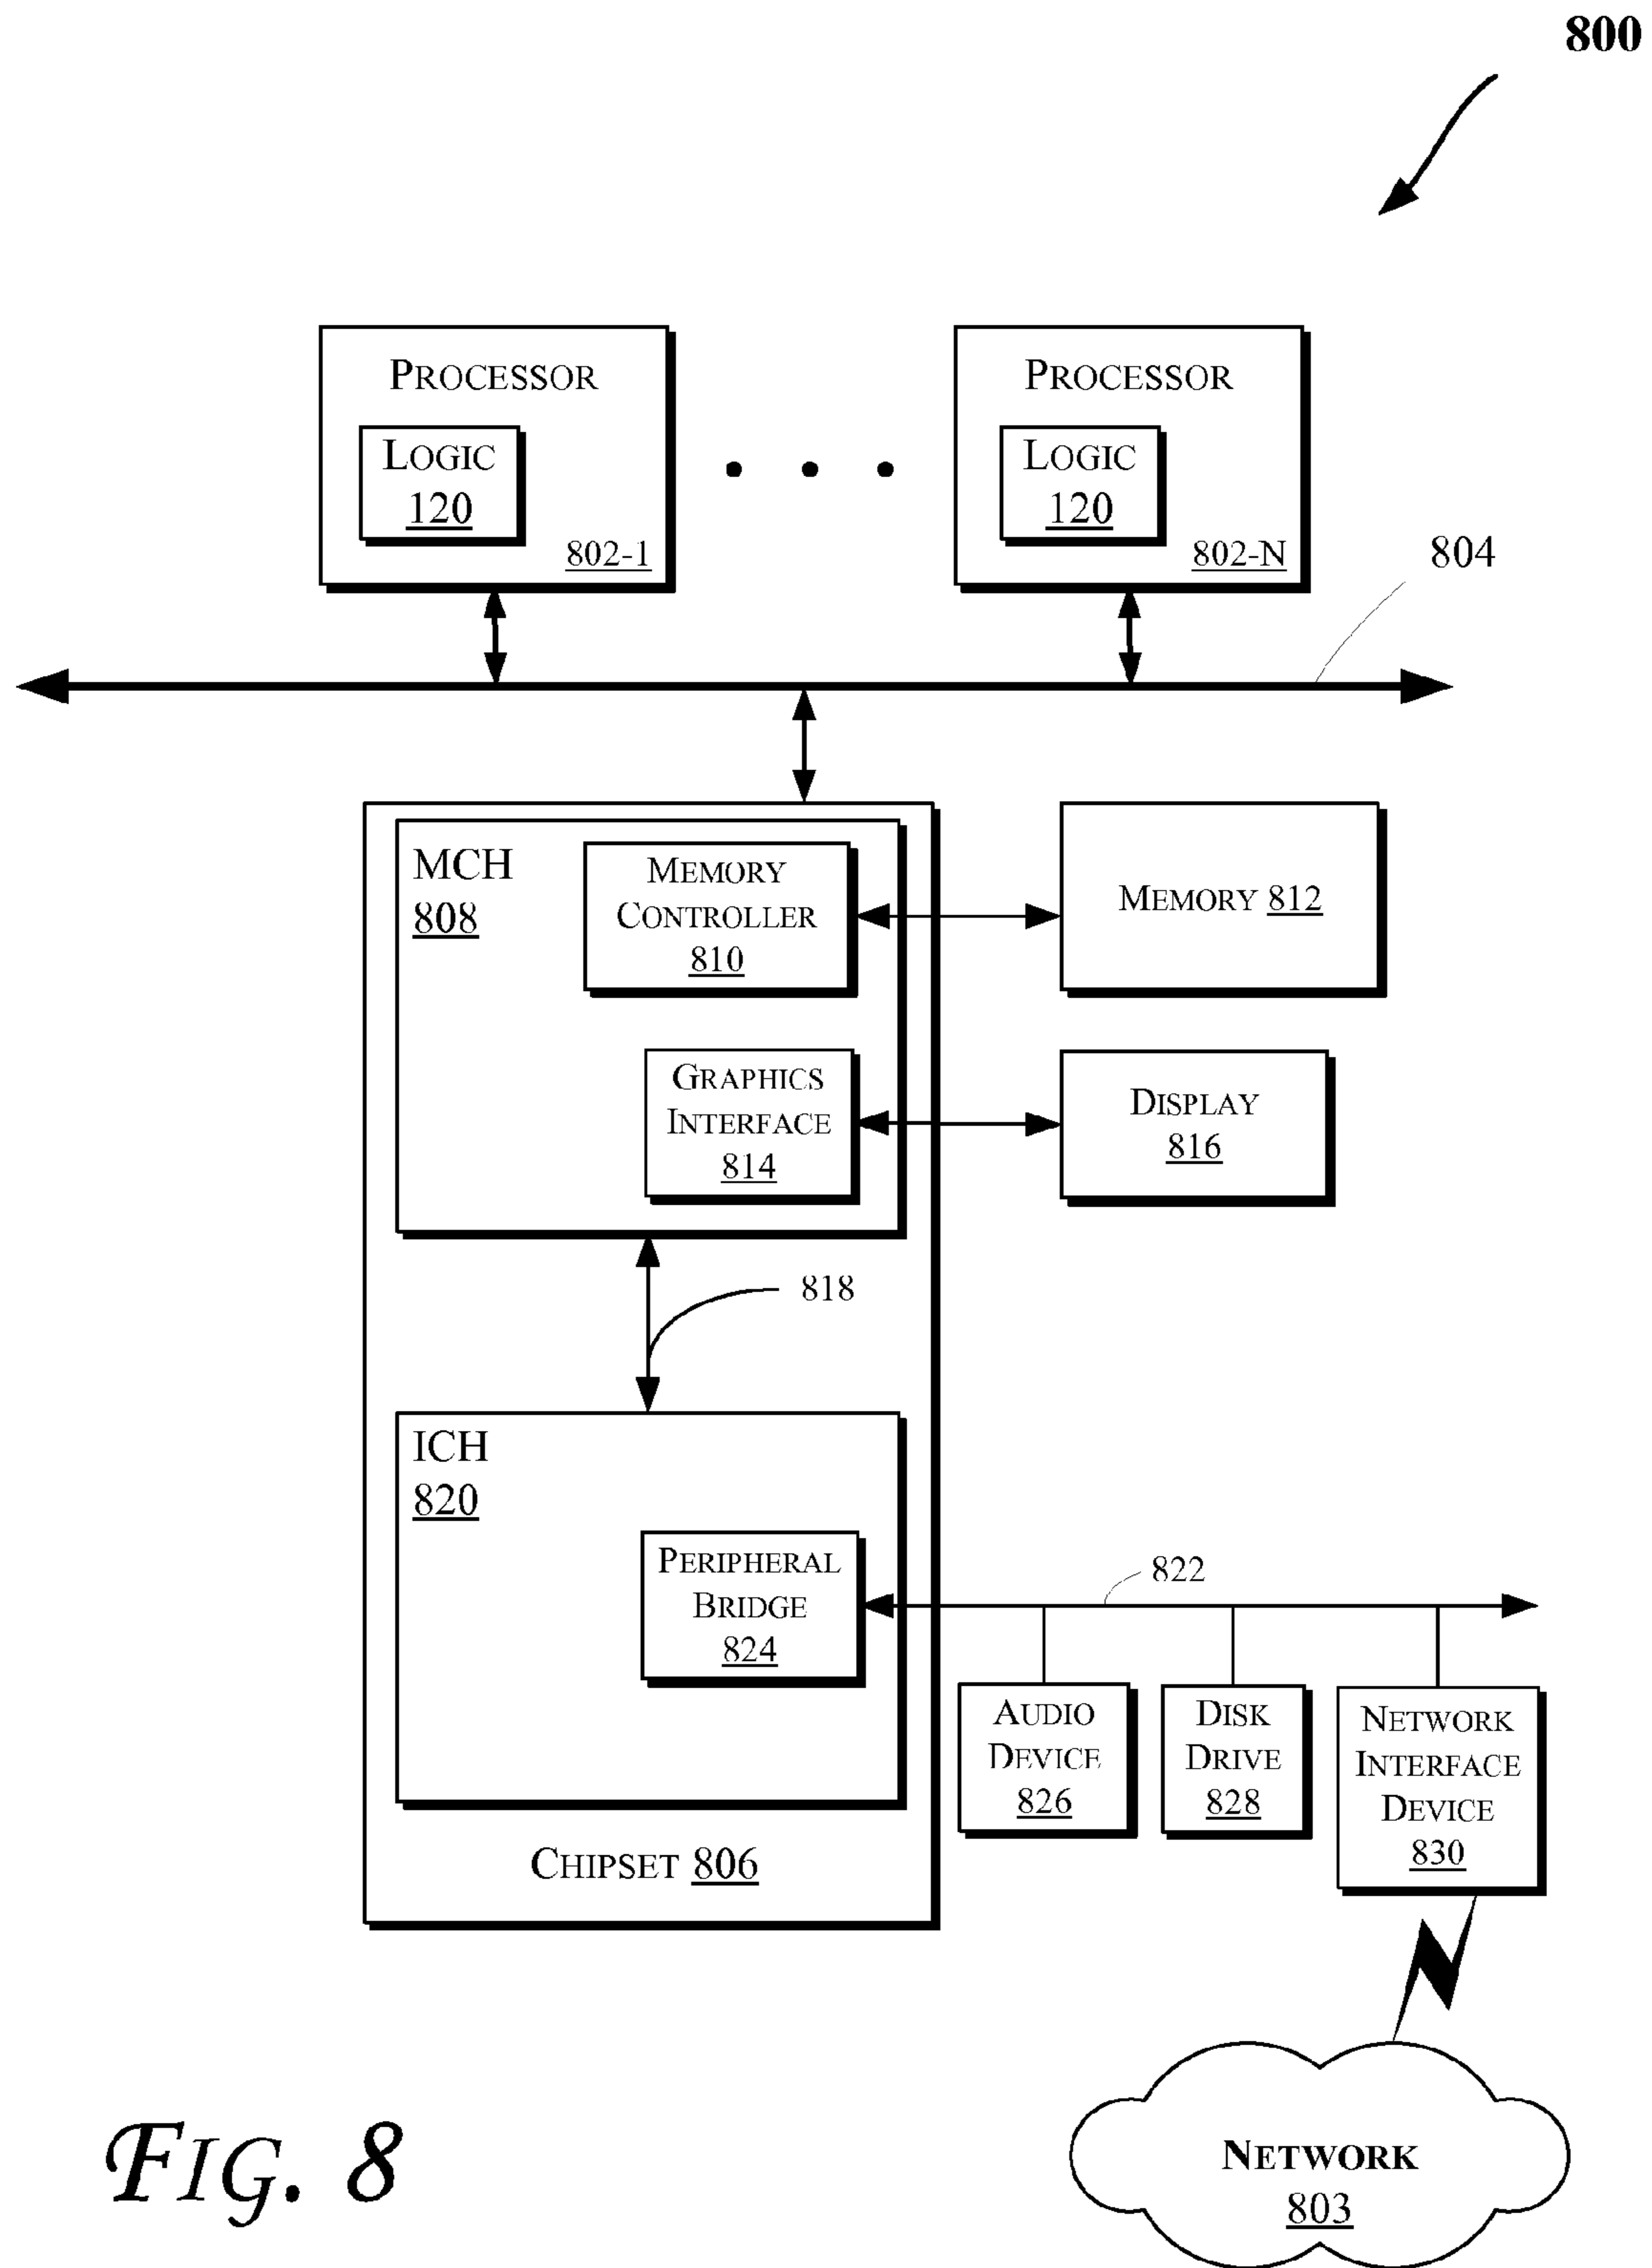 800
PROCESSOR
LOGIC
120
802-1
. . .
PROCESSOR
LOGIC
120
802-N
804
MCH
808
MEMORY
CONTROLLER
810
MEMORY 812
GRAPHICS
INTERFACE
814
DISPLAY
816
818
ICH
820
PERIPHERAL
BRIDGE
824
822
AUDIO
DEVICE
826
DISK
DRIVE
828
NETWORK
INTERFACE
DEVICE
830
CHIPSET 806
NETWORK
803
FIG. 8